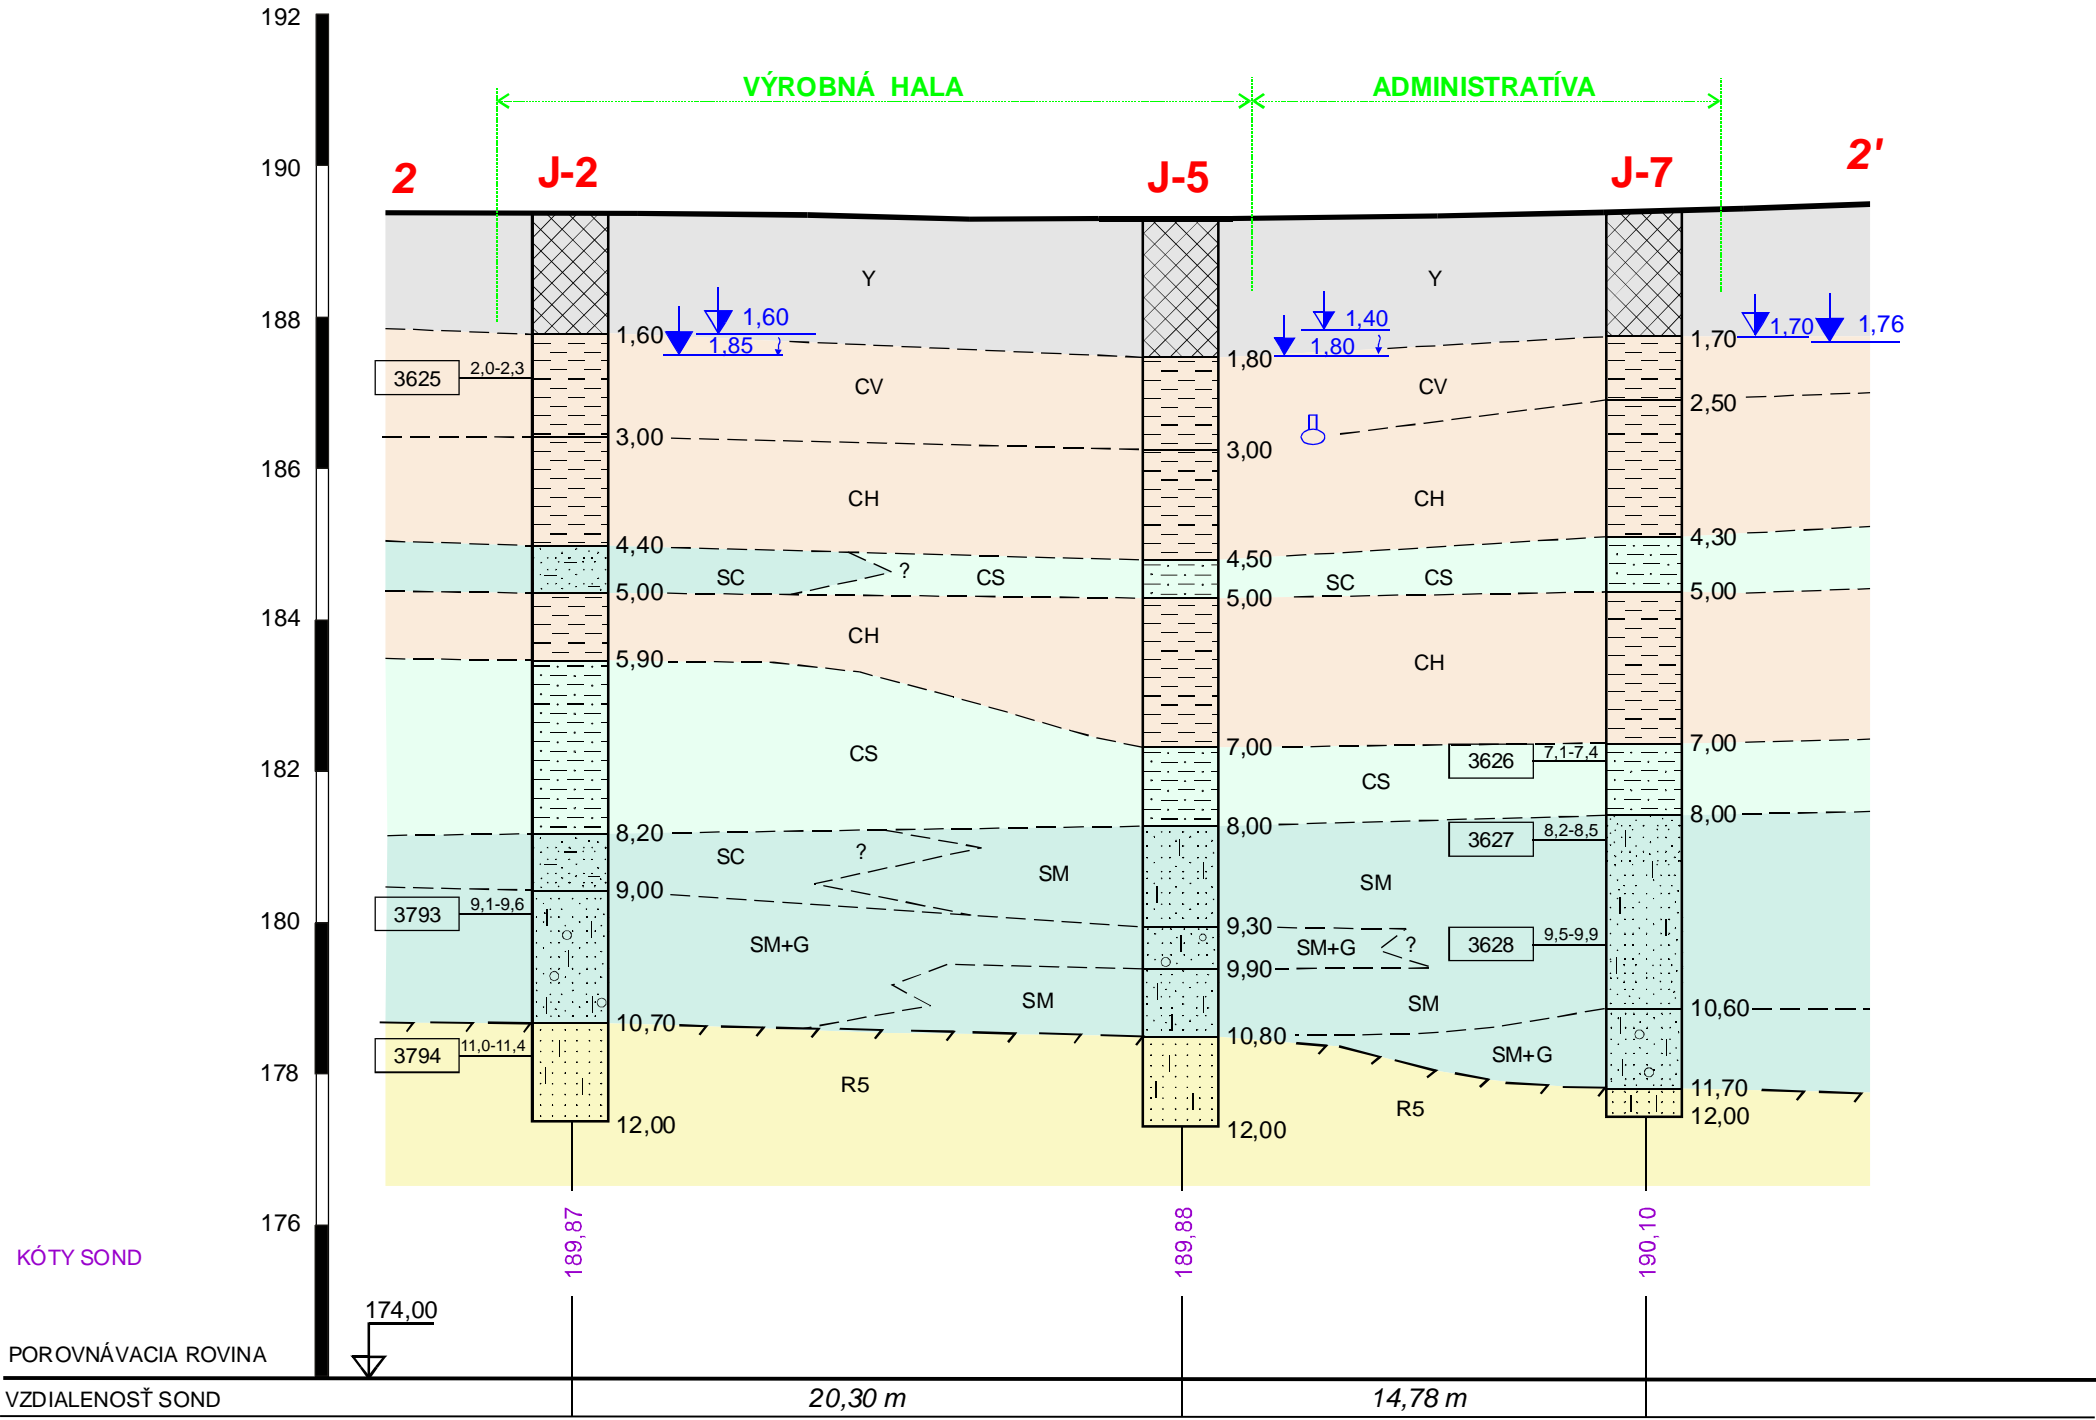 192
VÝROBNÁ HALA ADMINISTRATÍVA
190
2 J-2 J-5 J-7 2'
Y Y
188
1,60 1,60 1,85 1,80 1,40 1,80 1,70 1,70 1,76
3625 2,0-2,3 CV CV 2,50
3,00 3,00
186
CH CH
4,40 4,50 4,30
SC ? CS SC CS
5,00 5,00 5,00
184
CH CH
5,90
CS
7,00 3626 7,1-7,4 7,00
182
CS
8,20 8,00 3627 8,2-8,5 8,00
SC ? SM SM
9,00
180
3793 9,1-9,6 9,30
SM+G SM+G ? 3628 9,5-9,9
9,90
SM SM
10,70 10,80 10,60
3794 11,0-11,4 SM+G
178
R5 R5 11,70
12,00 12,00 12,00
176
KÓTY SOND 189,87 189,88 190,10
174,00
POROVNÁVACIA ROVINA
VZDIALENOSŤ SOND 20,30 m 14,78 m